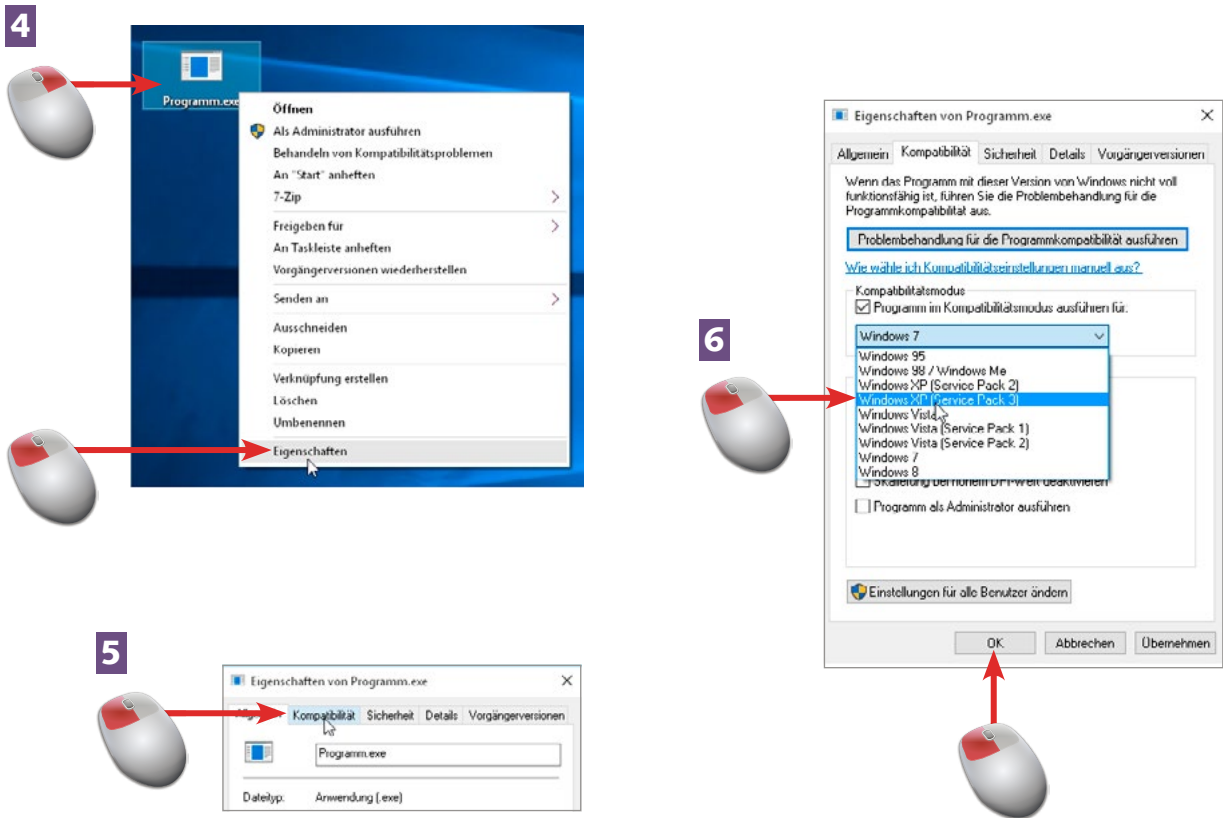 4
Programm.exe
Öffnen
Als Administrator ausführen
Behandeln von Kompatibilitätsproblemen
An "Start" anheften
7-Zip
Freigeben für
An Taskleiste anheften
Vorgängerversionen wiederherstellen
Senden an
Ausschneiden
Kopieren
Verknüpfung erstellen
Löschen
Umbenennen
Eigenschaften
5
Eigenschaften von Programm.exe
Kompatibilität Sicherheit Details Vorgängerversionen
Programm.exe
Dateityp: Anwendung (.exe)
6
Eigenschaften von Programm.exe
Allgemein Kompatibilität Sicherheit Details Vorgängerversionen
Wenn das Programm mit dieser Version von Windows nicht voll
funktionsfähig ist, führen Sie die Problembehandlung für die
Programmkompatibilität aus.
Problembehandlung für die Programmkompatibilität ausführen
Wie wähle ich Kompatibilitätseinstellungen manuell aus?
Kompatibilitätsmodus
Programm im Kompatibilitätsmodus ausführen für:
Windows 7
Windows 95
Windows 98 / Windows Me
Windows XP (Service Pack 2)
Windows XP (Service Pack 3)
Windows Vista
Windows Vista (Service Pack 1)
Windows Vista (Service Pack 2)
Windows 7
Windows 8
Skalierung bei hohem DPI-Wert deaktivieren
Programm als Administrator ausführen
Einstellungen für alle Benutzer ändern
OK Abbrechen Übernehmen